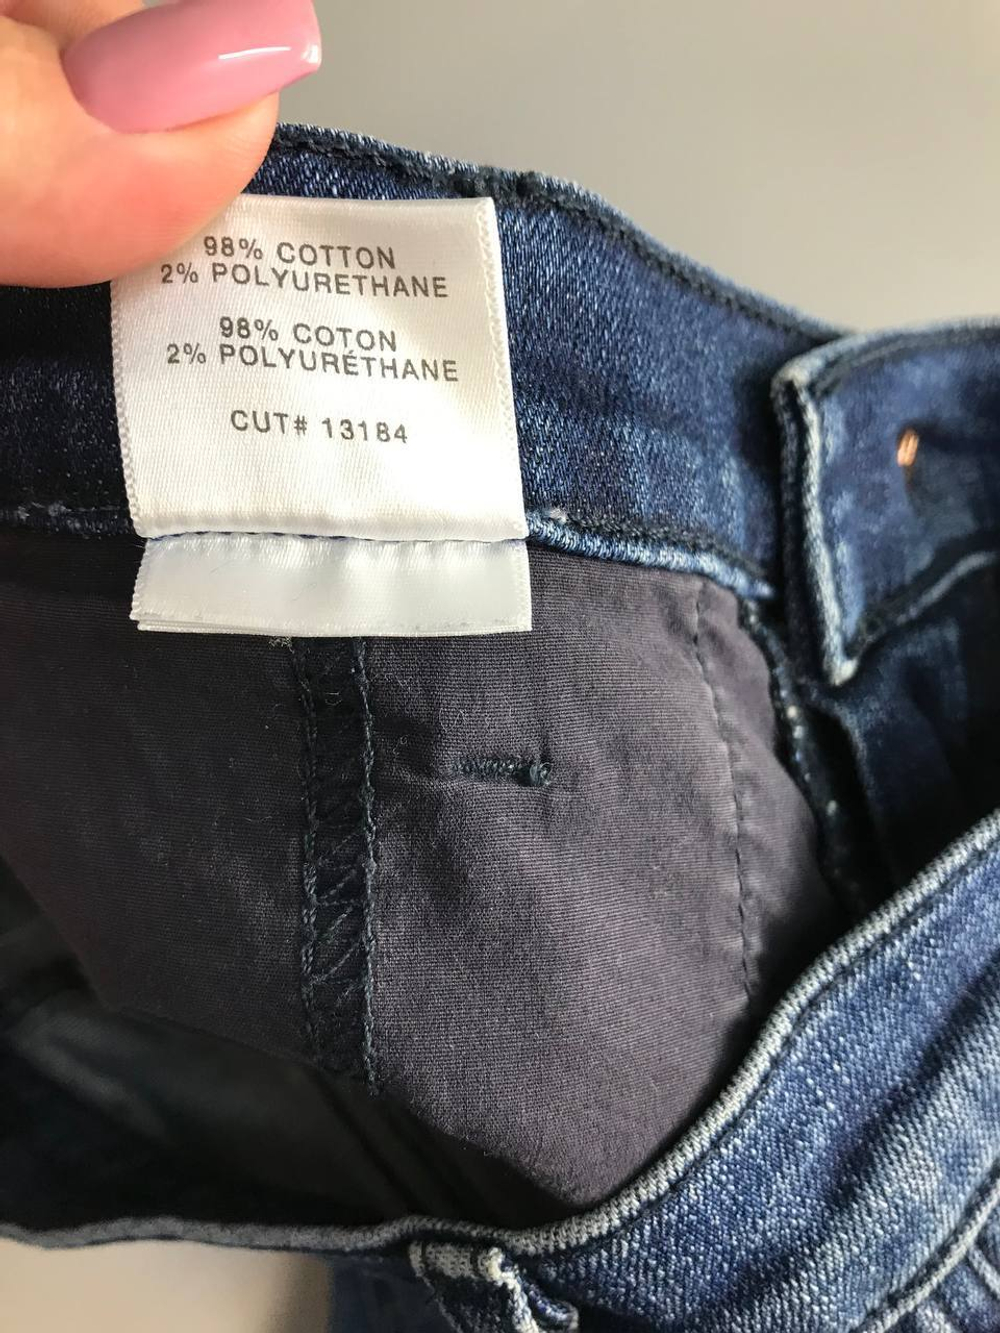 98% COTTON
2% POLYURETHANE
98% COTON
2% POLYURÉTHANE
CUT# 13184